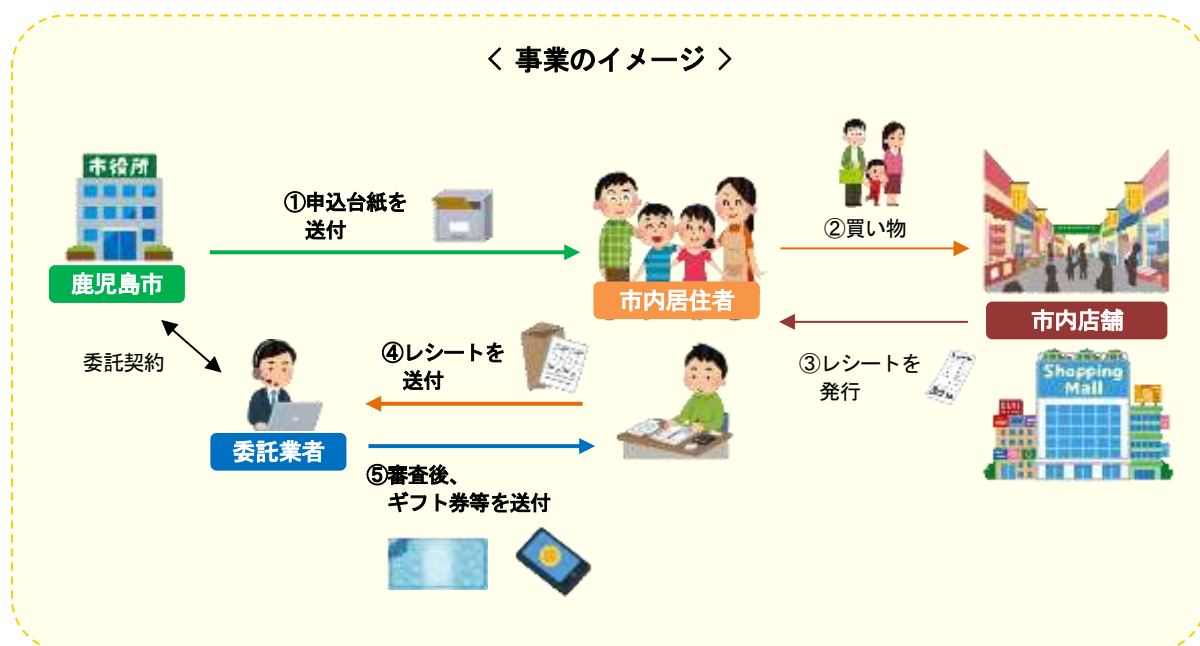 〈 事業のイメージ 〉
市役所
①申込台紙を
送付
②買い物
鹿児島市
市内居住者
市内店舗
委託契約
④レシートを
送付
③レシートを
発行
Shopping
Mall
委託業者
⑤審査後、
ギフト券等を送付